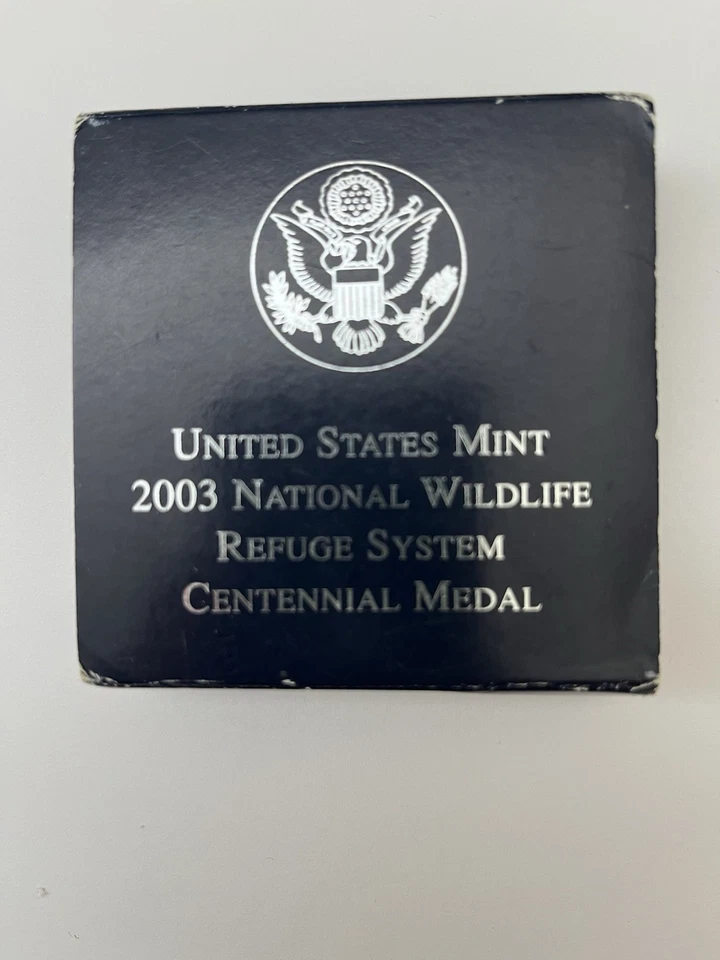 United States Mint
2003 National Wildlife
Refuge System
Centennial Medal